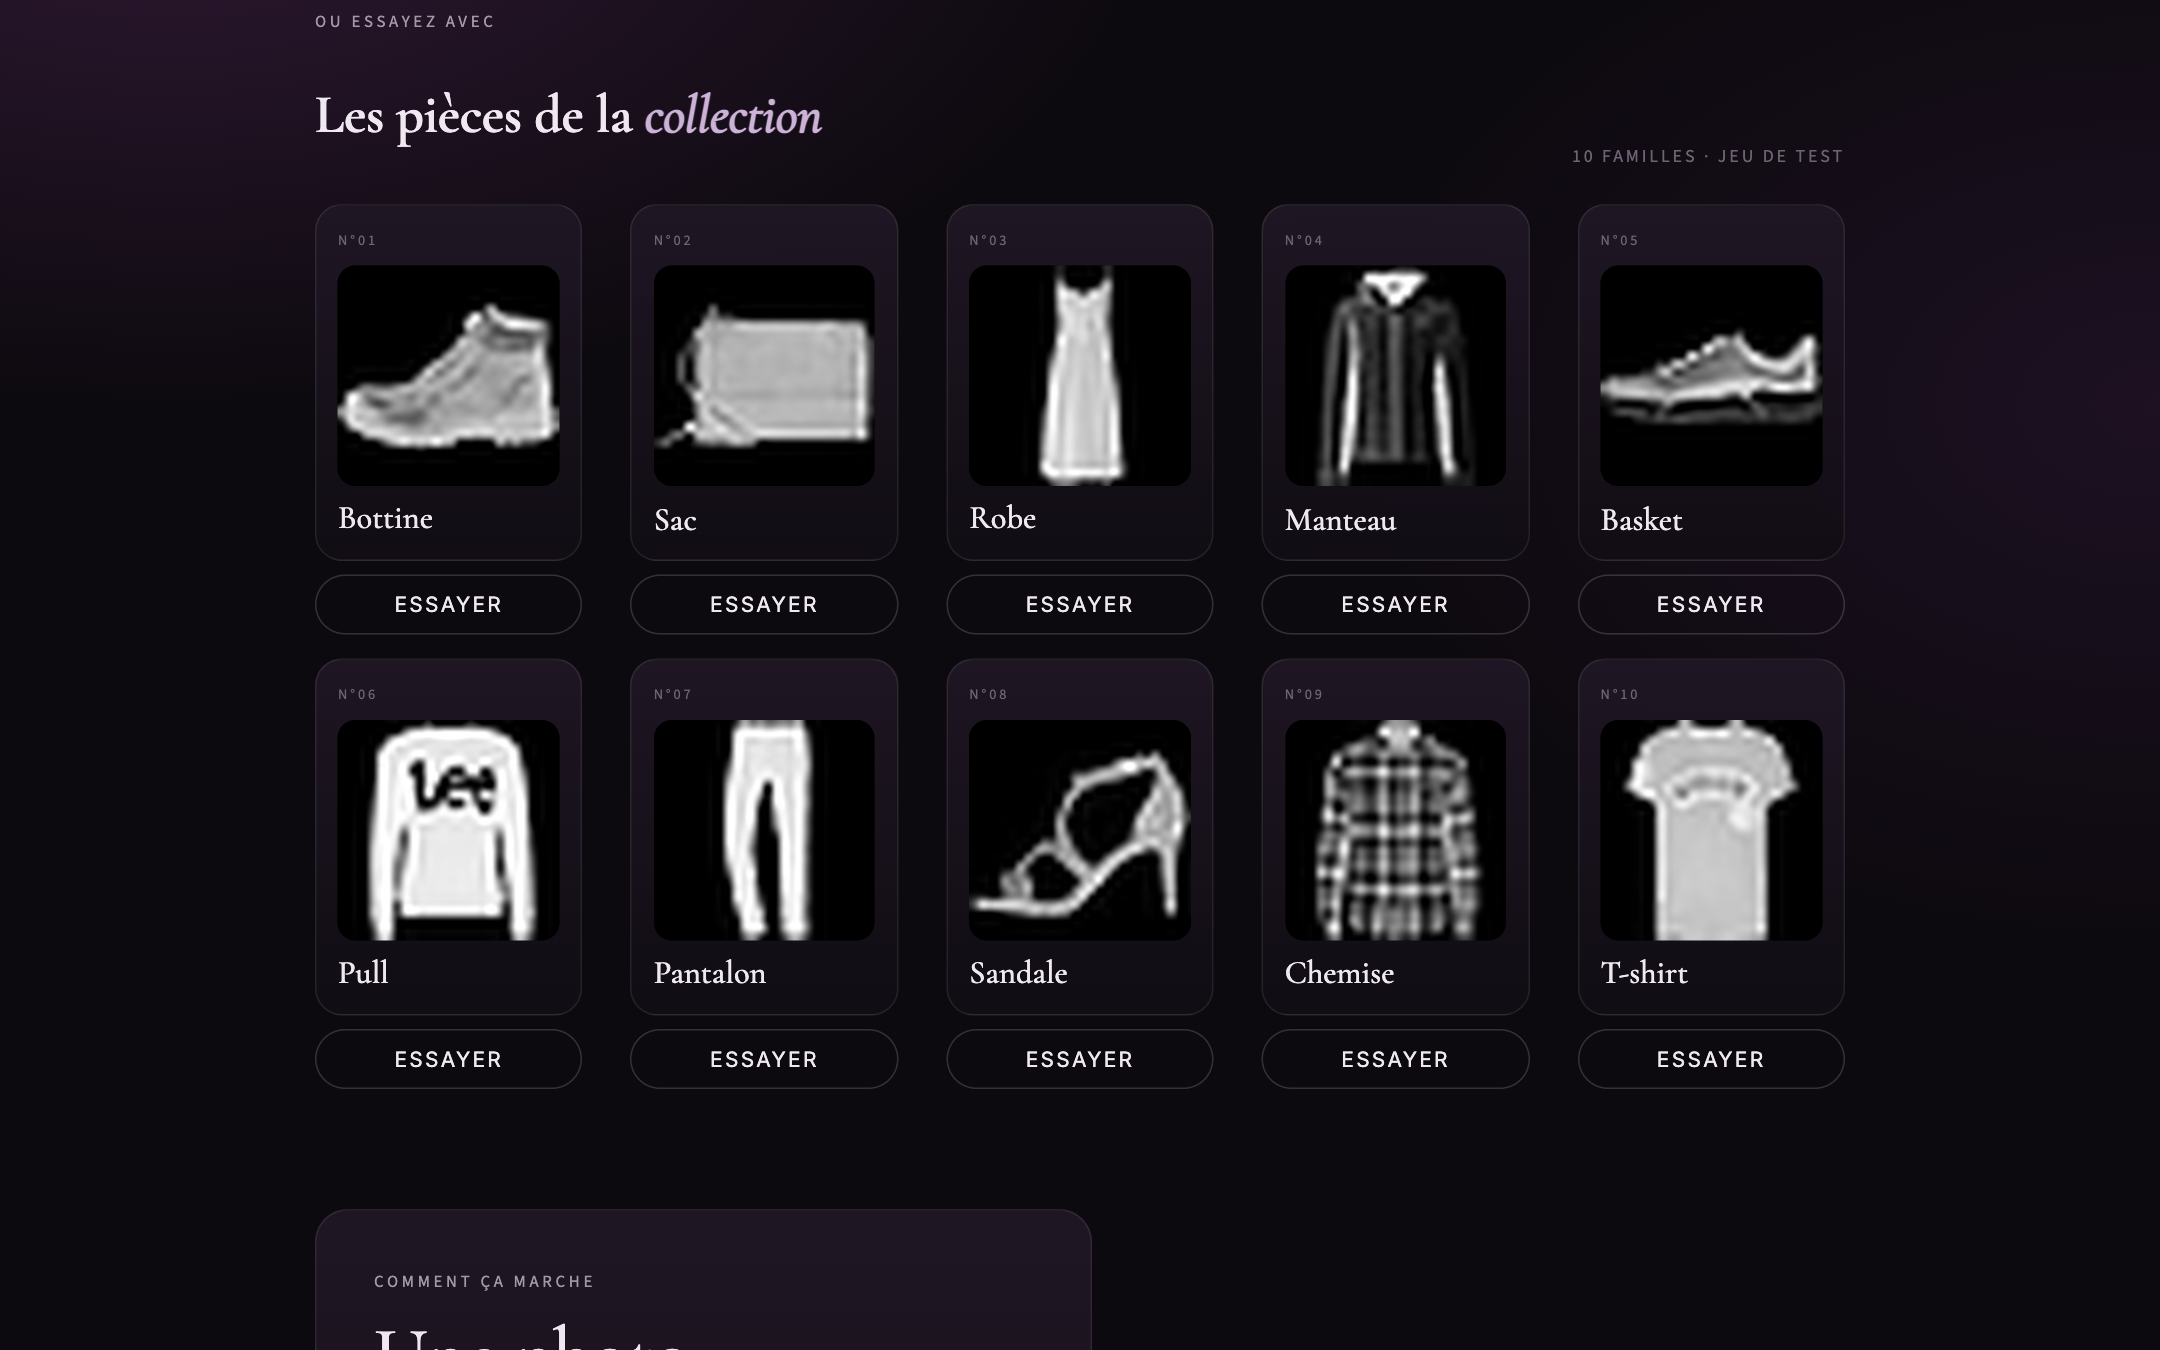 OU ESSAYEZ AVEC
Les pièces de la collection
10 FAMILLES · JEU DE TEST
N°01
N°02
N°03
N°04
N°05
Bottine
Sac
Robe
Manteau
Basket
ESSAYER
ESSAYER
ESSAYER
ESSAYER
ESSAYER
N°06
N°07
N°08
N°09
N°10
Lee
Pull
Pantalon
Sandale
Chemise
T-shirt
ESSAYER
ESSAYER
ESSAYER
ESSAYER
ESSAYER
COMMENT ÇA MARCHE